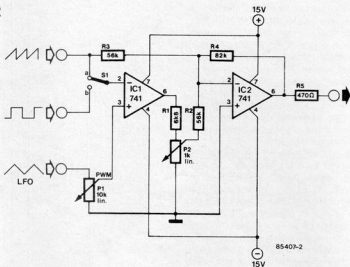 2
15V
R3
56k
R4
82k
a
S1
b
2
IC1
741
3
6
7
4
2
IC2
741
3
6
7
4
R5
470Ω
R1
6k8
R2
56k
P2
1k
lin.
PWM
P1
10k
lin.
LFO
85407-2
15V